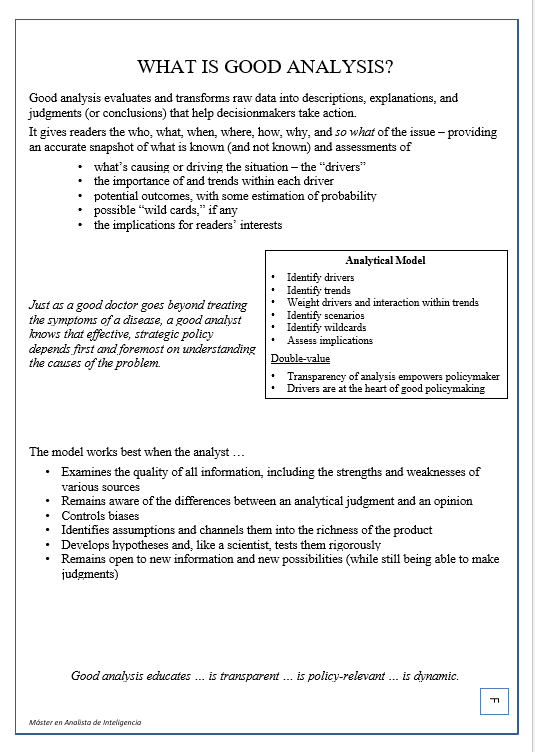 WHAT IS GOOD ANALYSIS?
Good analysis evaluates and transforms raw data into descriptions, explanations, and
judgments (or conclusions) that help decisionmakers take action.
It gives readers the who, what, when, where, how, why, and so what of the issue – providing
an accurate snapshot of what is known (and not known) and assessments of
• what’s causing or driving the situation – the “drivers”
• the importance of and trends within each driver
• potential outcomes, with some estimation of probability
• possible “wild cards,” if any
• the implications for readers’ interests
Just as a good doctor goes beyond treating
the symptoms of a disease, a good analyst
knows that effective, strategic policy
depends first and foremost on understanding
the causes of the problem.
Analytical Model
• Identify drivers
• Identify trends
• Weight drivers and interaction within trends
• Identify scenarios
• Identify wildcards
• Assess implications
Double-value
• Transparency of analysis empowers policymaker
• Drivers are at the heart of good policymaking
The model works best when the analyst …
• Examines the quality of all information, including the strengths and weaknesses of
various sources
• Remains aware of the differences between an analytical judgment and an opinion
• Controls biases
• Identifies assumptions and channels them into the richness of the product
• Develops hypotheses and, like a scientist, tests them rigorously
• Remains open to new information and new possibilities (while still being able to make
judgments)
Good analysis educates … is transparent … is policy-relevant … is dynamic.
Máster en Analista de Inteligencia